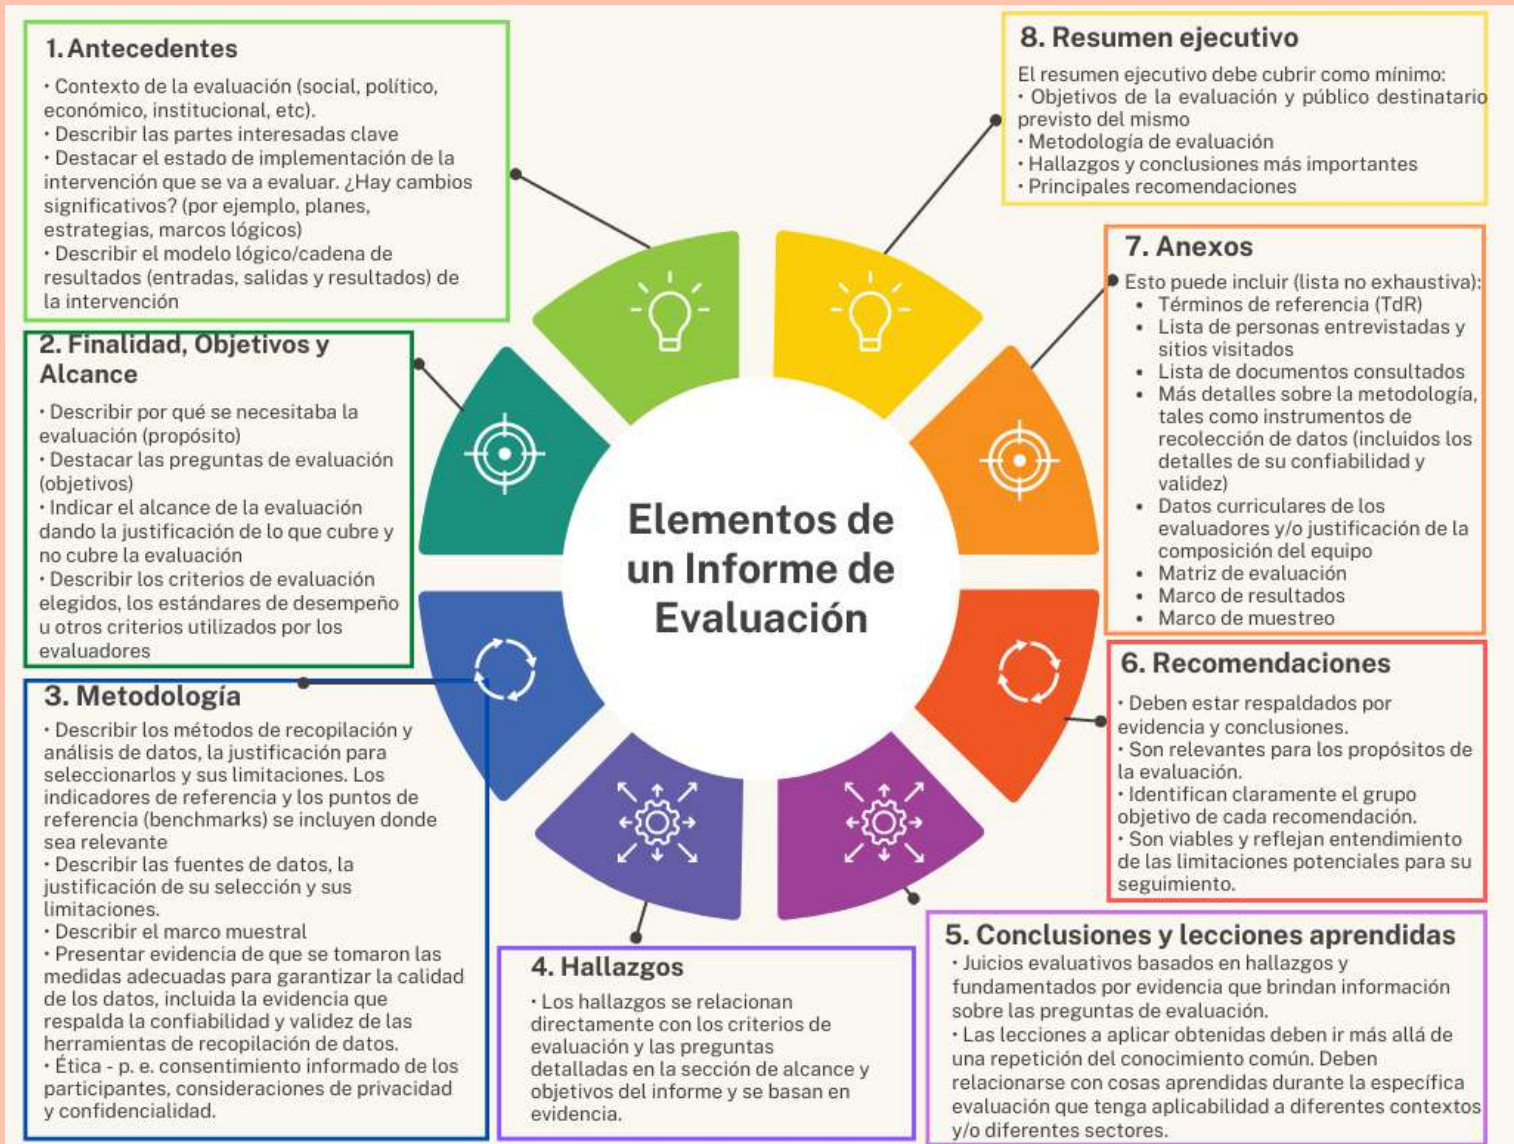 1. Antecedentes
· Contexto de la evaluación (social, político,
económico, institucional, etc).
· Describir las partes interesadas clave
· Destacar el estado de implementación de la
intervención que se va a evaluar. ¿Hay cambios
significativos? (por ejemplo, planes,
estrategias, marcos lógicos)
· Describir el modelo lógico/cadena de
resultados (entradas, salidas y resultados) de
la intervención
2. Finalidad, Objetivos y
Alcance
· Describir por qué se necesitaba la
evaluación (propósito)
· Destacar las preguntas de evaluación
(objetivos)
· Indicar el alcance de la evaluación
dando la justificación de lo que cubre y
no cubre la evaluación
· Describir los criterios de evaluación
elegidos, los estándares de desempeño
u otros criterios utilizados por los
evaluadores
3. Metodología
· Describir los métodos de recopilación y
análisis de datos, la justificación para
seleccionarlos y sus limitaciones. Los
indicadores de referencia y los puntos de
referencia (benchmarks) se incluyen donde
sea relevante
· Describir las fuentes de datos, la
justificación de su selección y sus
limitaciones.
· Describir el marco muestral
· Presentar evidencia de que se tomaron las
medidas adecuadas para garantizar la calidad
de los datos, incluida la evidencia que
respalda la confiabilidad y validez de las
herramientas de recopilación de datos.
· Ética - p. e. consentimiento informado de los
participantes, consideraciones de privacidad
y confidencialidad.
Elementos de
un Informe de
Evaluación
4. Hallazgos
· Los hallazgos se relacionan
directamente con los criterios de
evaluación y las preguntas
detalladas en la sección de alcance y
objetivos del informe y se basan en
evidencia.
5. Conclusiones y lecciones aprendidas
· Juicios evaluativos basados en hallazgos y
fundamentados por evidencia que brindan información
sobre las preguntas de evaluación.
· Las lecciones a aplicar obtenidas deben ir más allá de
una repetición del conocimiento común. Deben
relacionarse con cosas aprendidas durante la específica
evaluación que tenga aplicabilidad a diferentes contextos
y/o diferentes sectores.
6. Recomendaciones
· Deben estar respaldados por
evidencia y conclusiones.
· Son relevantes para los propósitos de
la evaluación.
· Identifican claramente el grupo
objetivo de cada recomendación.
· Son viables y reflejan entendimiento
de las limitaciones potenciales para su
seguimiento.
7. Anexos
Esto puede incluir (lista no exhaustiva):
• Términos de referencia (TdR)
• Lista de personas entrevistadas y
sitios visitados
• Lista de documentos consultados
• Más detalles sobre la metodología,
tales como instrumentos de
recolección de datos (incluidos los
detalles de su confiabilidad y
validez)
• Datos curriculares de los
evaluadores y/o justificación de la
composición del equipo
• Matriz de evaluación
• Marco de resultados
• Marco de muestreo
8. Resumen ejecutivo
El resumen ejecutivo debe cubrir como mínimo:
· Objetivos de la evaluación y público destinatario
previsto del mismo
· Metodología de evaluación
· Hallazgos y conclusiones más importantes
· Principales recomendaciones